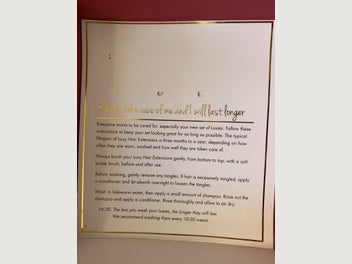 Please take care of me and I will last longer
Everyone wants to be cared for, especially your new set of Luxies. Follow these
instructions to keep your set looking great for as long as possible. The typical
lifespan of Luxy Hair Extensions is three months to a year, depending on how
often they are worn, washed and how well they are taken care of.
Always brush your Luxy Hair Extensions gently, from bottom to top, with a soft
bristle brush, before and after use.
Before washing, gently remove any tangles. If hair is excessively tangled, apply
a conditioner and let absorb overnight to loosen the tangles.
Wash in lukewarm water, then apply a small amount of shampoo. Rinse out the
shampoo and apply a conditioner. Rinse thoroughly and allow to air dry.
NOTE: The less you wash your Luxies, the longer they will last.
We recommend washing them every 10-20 wears.